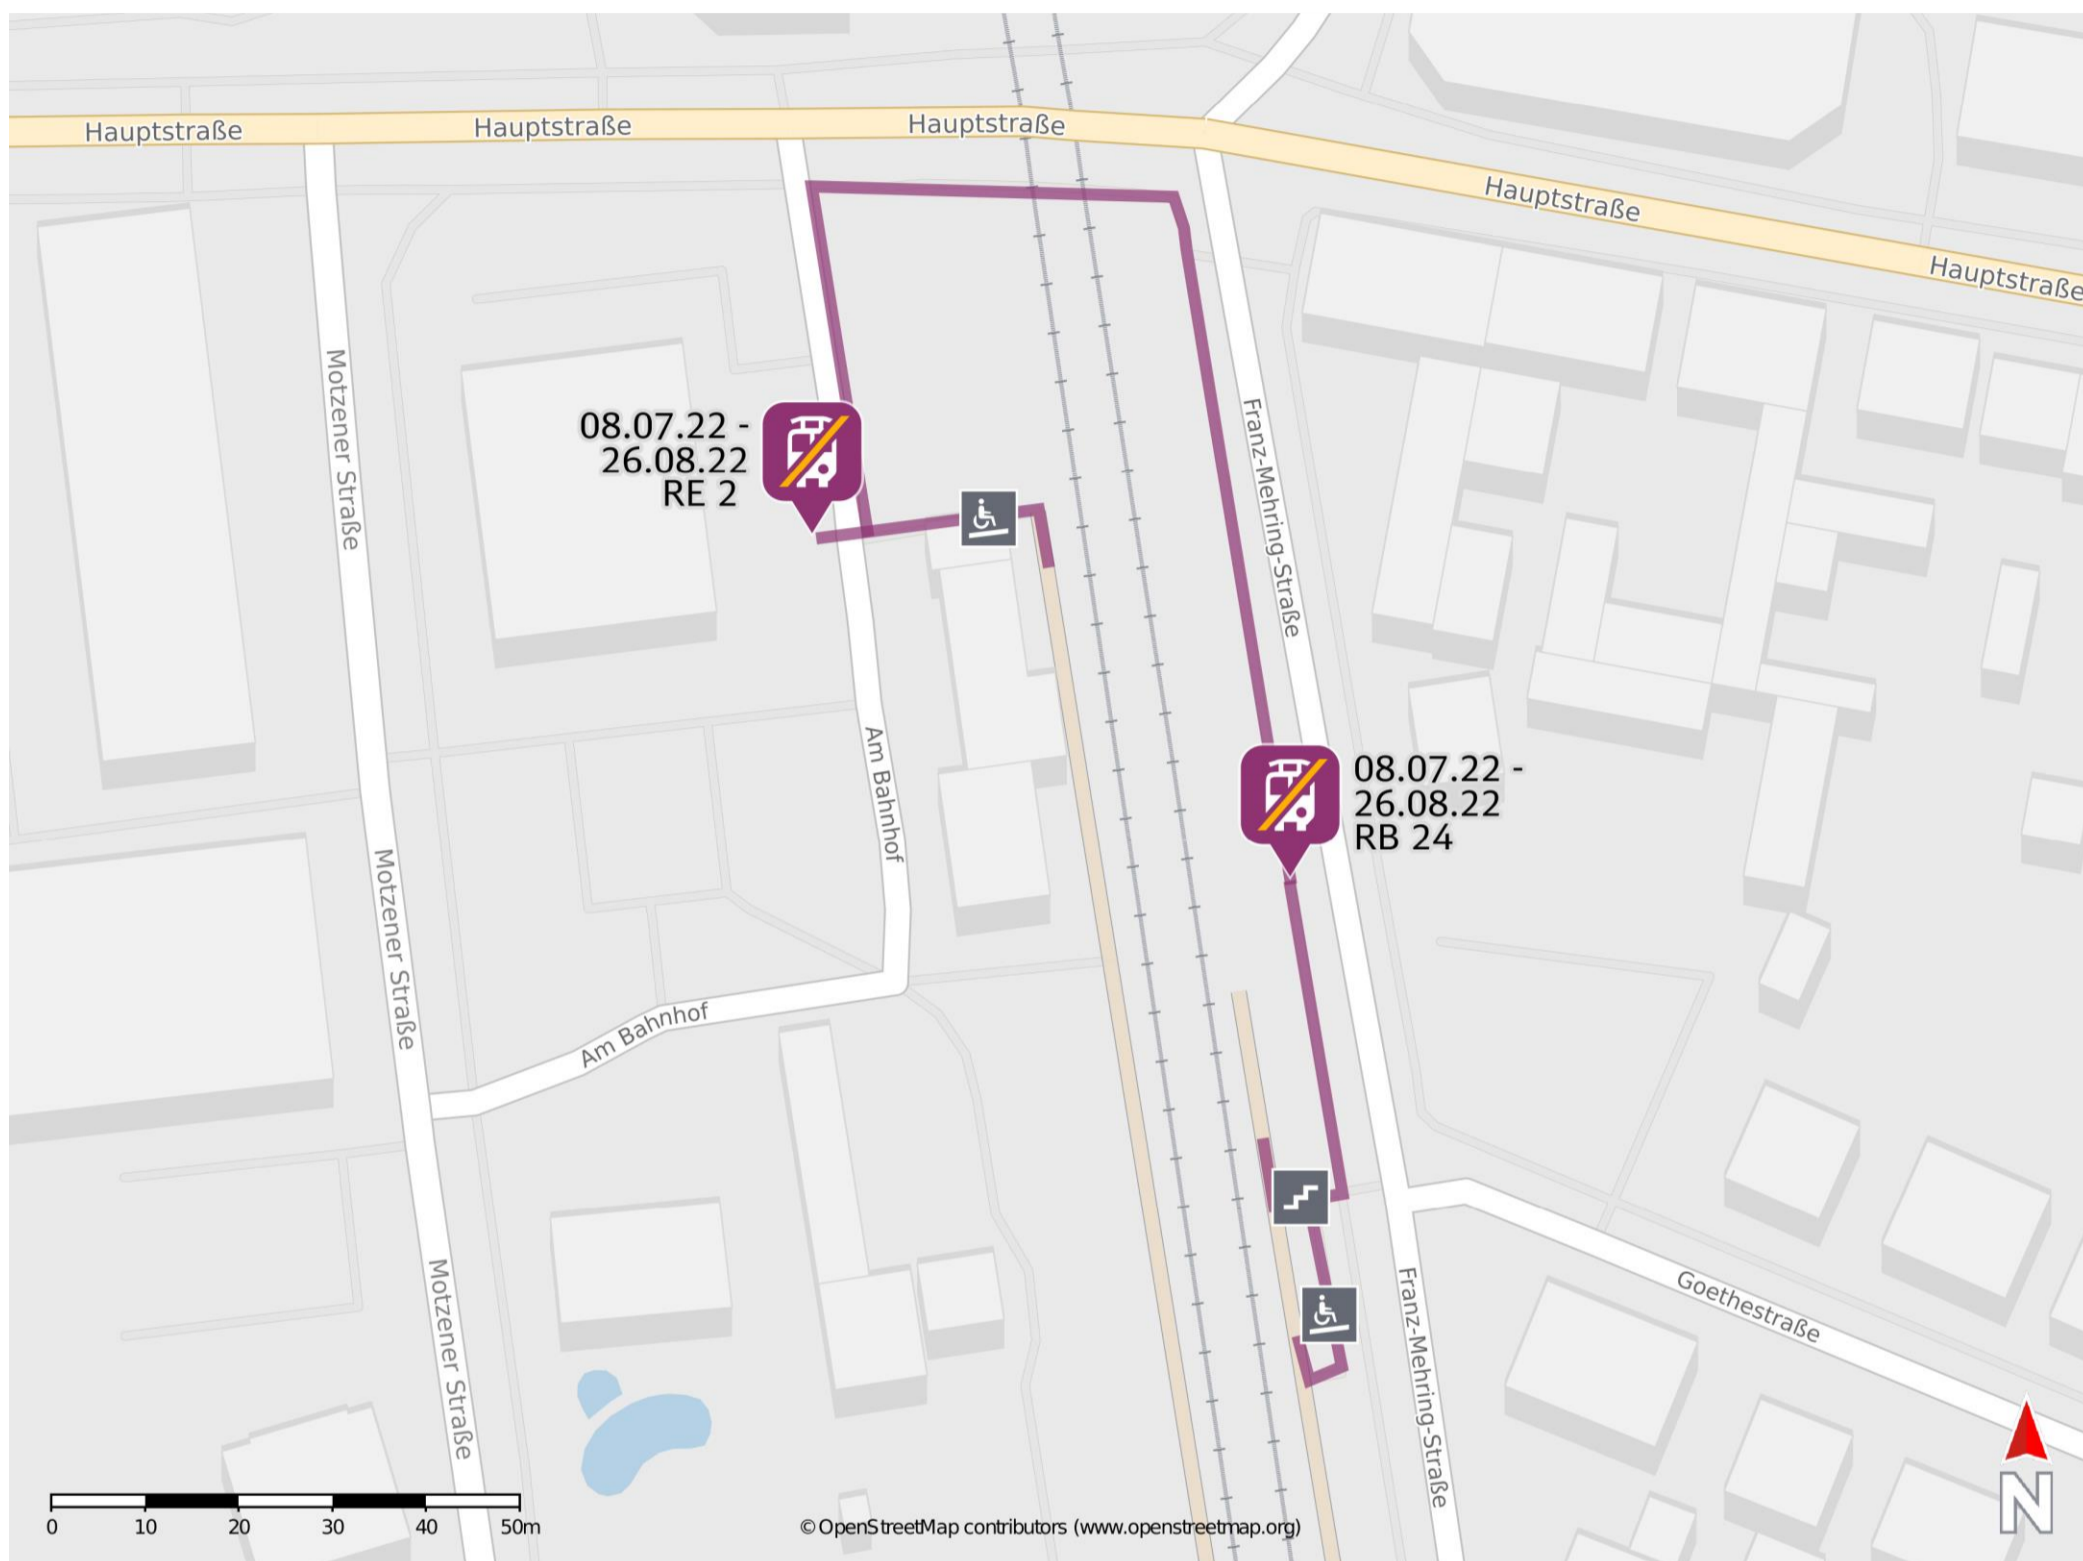 Hauptstraße
Hauptstraße
Hauptstraße
Hauptstraße
Hauptstraße
Motzener Straße
08.07.22 -
26.08.22
RE 2
Franz-Mehring-Straße
Am Bahnhof
08.07.22 -
26.08.22
RB 24
Motzener Straße
Am Bahnhof
Motzener Straße
Franz-Mehring-Straße
Goethestraße
N
0 10 20 30 40 50m
© OpenStreetMap contributors (www.openstreetmap.org)